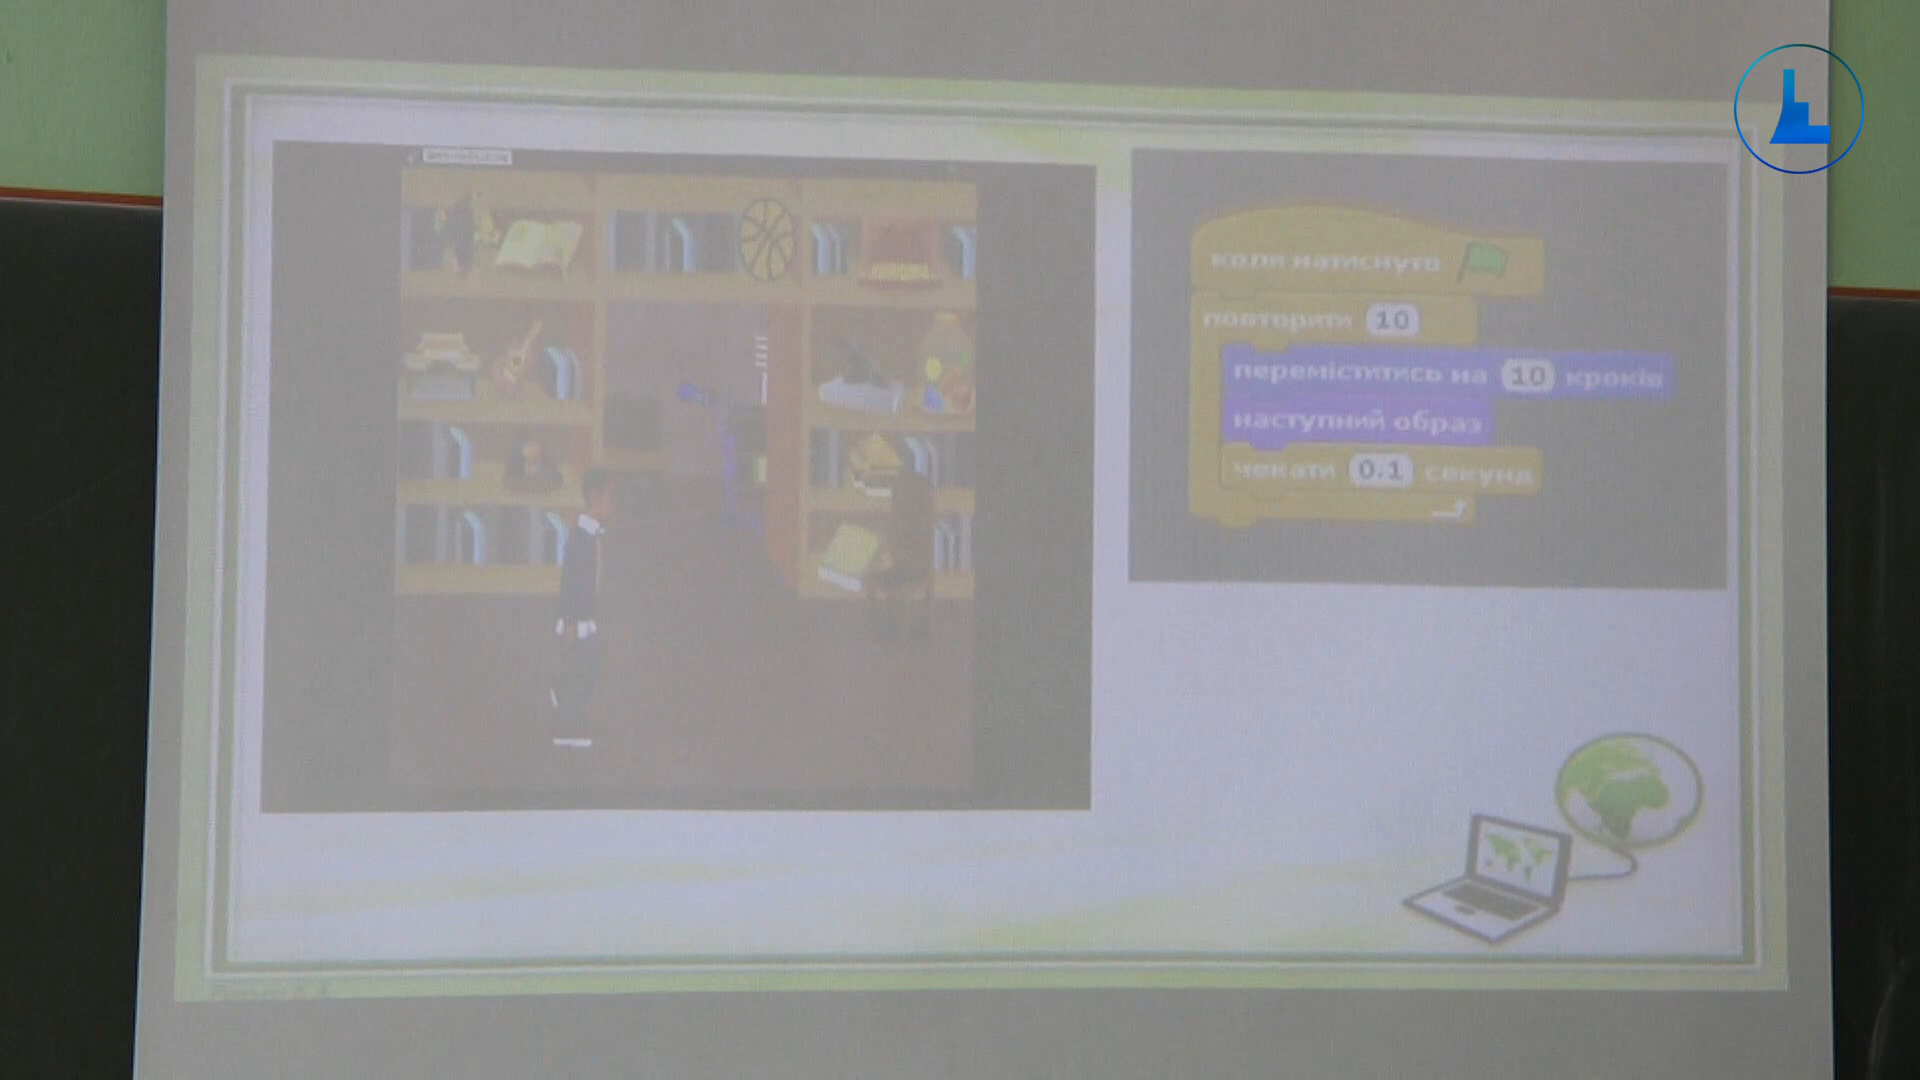 коли натиснуто
повторити 10
переміститись на 10 кроків
наступний образ
чекати 0.1 секунд
L